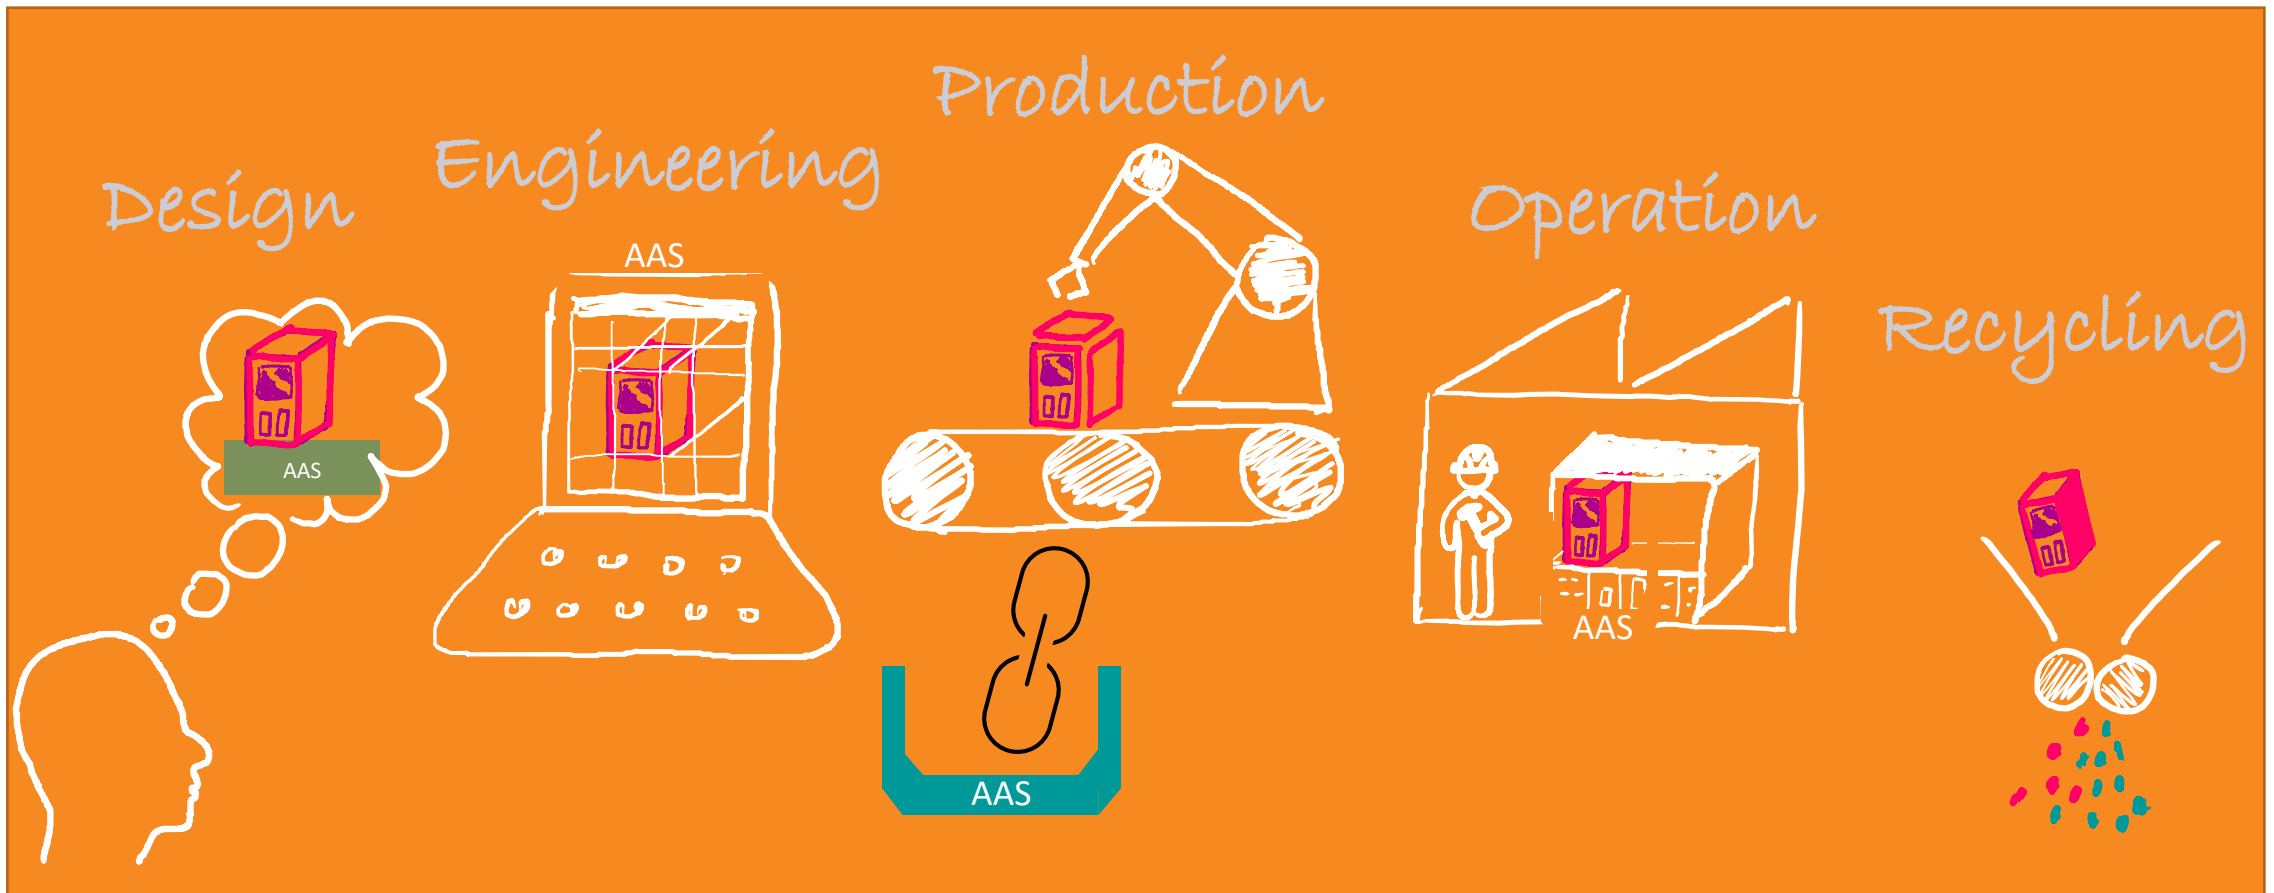 Design
Engineering
Production
Operation
Recycling
AAS
AAS
AAS
AAS